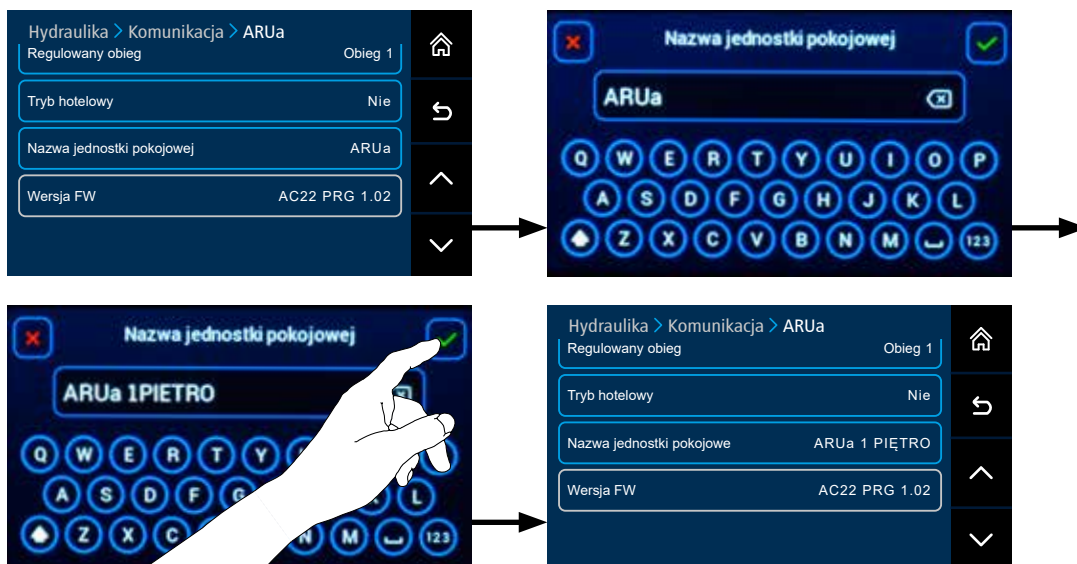 Hydraulika > Komunikacja > ARUa
Regulowany obieg Obieg 1
Tryb hotelowy Nie
Nazwa jednostki pokojowej ARUa
Wersja FW AC22 PRG 1.02
Nazwa jednostki pokojowej
ARUa
Q W E R T Y U I O P
A S D F G H J K L
Z X C V B N M 123
Nazwa jednostki pokojowej
ARUa 1PIETRO
Q W E R T Y
A S D F G L
Z X C N M 123
Hydraulika > Komunikacja > ARUa
Regulowany obieg Obieg 1
Tryb hotelowy Nie
Nazwa jednostki pokojowe ARUa 1 PIĘTRO
Wersja FW AC22 PRG 1.02